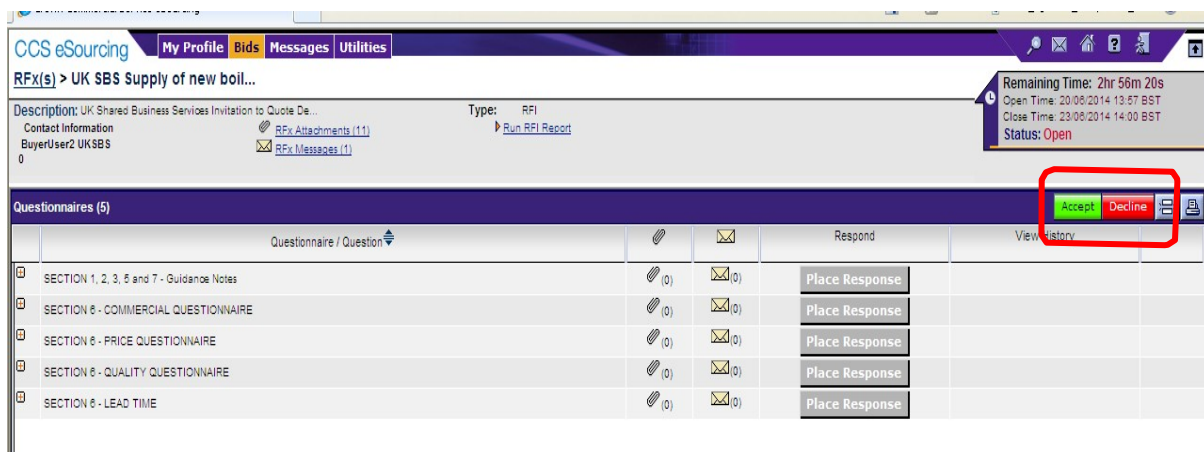 CCS eSourcing My Profile Bids Messages Utilities
RFx(s) > UK SBS Supply of new boil...
Remaining Time: 2hr 56m 20s
Open Time: 20/06/2014 13:57 BST
Close Time: 23/06/2014 14:00 BST
Status: Open
Description: UK Shared Business Services Invitation to Quote De...
Type: RFI
Contact Information
RFx Attachments (11)
Run RFI Report
BuyerUser2 UKSBS
RFx Messages (1)
0
Questionnaires (5) Accept Decline
Questionnaire / Question Respond View History
SECTION 1, 2, 3, 5 and 7 - Guidance Notes (0) (0) Place Response
SECTION 6 - COMMERCIAL QUESTIONNAIRE (0) (0) Place Response
SECTION 6 - PRICE QUESTIONNAIRE (0) (0) Place Response
SECTION 6 - QUALITY QUESTIONNAIRE (0) (0) Place Response
SECTION 6 - LEAD TIME (0) (0) Place Response